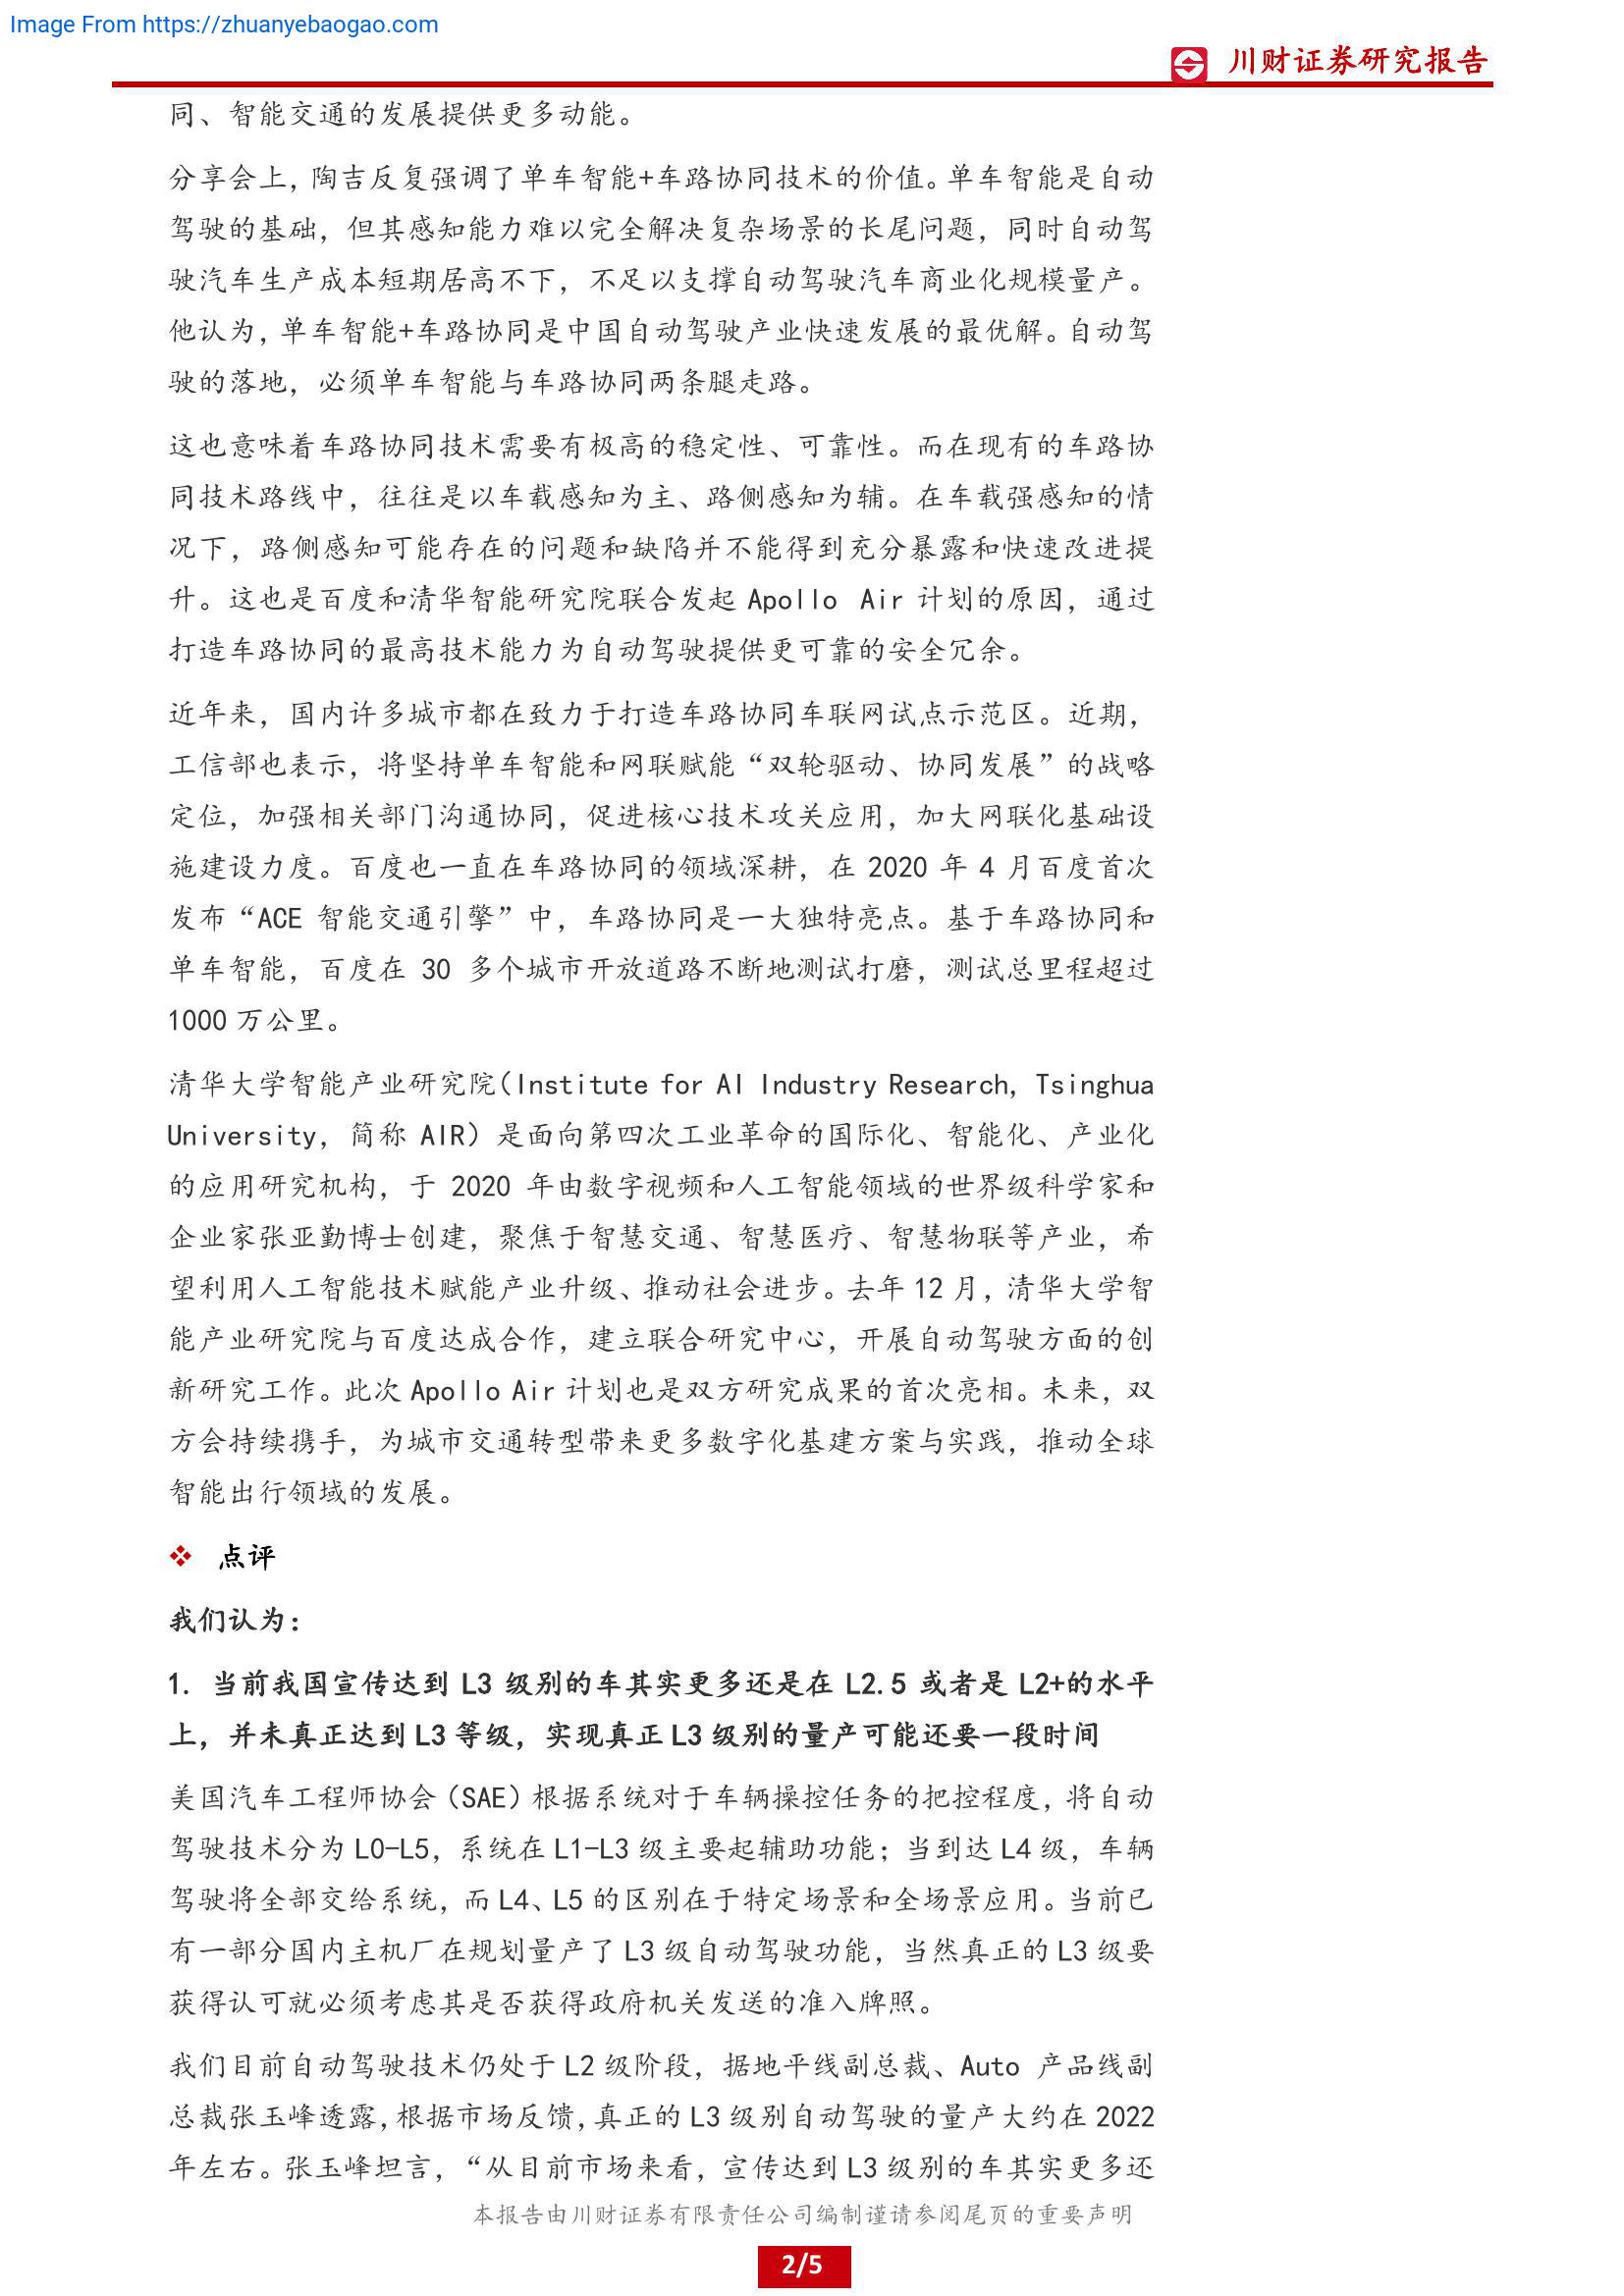 Image From https://zhuanyebaogao.com
川财证券研究报告
同、智能交通的发展提供更多动能。
分享会上，陶吉反复强调了单车智能+车路协同技术的价值。单车智能是自动
驾驶的基础，但其感知能力难以完全解决复杂场景的长尾问题，同时自动驾
驶汽车生产成本短期居高不下，不足以支撑自动驾驶汽车商业化规模量产。
他认为，单车智能+车路协同是中国自动驾驶产业快速发展的最优解。自动驾
驶的落地，必须单车智能与车路协同两条腿走路。
这也意味着车路协同技术需要有极高的稳定性、可靠性。而在现有的车路协
同技术路线中，往往是以车载感知为主、路侧感知为辅。在车载强感知的情
况下，路侧感知可能存在的问题和缺陷并不能得到充分暴露和快速改进提
升。这也是百度和清华智能研究院联合发起 Apollo Air 计划的原因，通过
打造车路协同的最高技术能力为自动驾驶提供更可靠的安全冗余。
近年来，国内许多城市都在致力于打造车路协同车联网试点示范区。近期，
工信部也表示，将坚持单车智能和网联赋能“双轮驱动、协同发展”的战略
定位，加强相关部门沟通协同，促进核心技术攻关应用，加大网联化基础设
施建设力度。百度也一直在车路协同的领域深耕，在 2020 年 4 月百度首次
发布“ACE 智能交通引擎”中，车路协同是一大独特亮点。基于车路协同和
单车智能，百度在 30 多个城市开放道路不断地测试打磨，测试总里程超过
1000 万公里。
清华大学智能产业研究院（Institute for AI Industry Research, Tsinghua
University，简称 AIR）是面向第四次工业革命的国际化、智能化、产业化
的应用研究机构，于 2020 年由数字视频和人工智能领域的世界级科学家和
企业家张亚勤博士创建，聚焦于智慧交通、智慧医疗、智慧物联等产业，希
望利用人工智能技术赋能产业升级、推动社会进步。去年 12 月，清华大学智
能产业研究院与百度达成合作，建立联合研究中心，开展自动驾驶方面的创
新研究工作。此次 Apollo Air 计划也是双方研究成果的首次亮相。未来，双
方会持续携手，为城市交通转型带来更多数字化基建方案与实践，推动全球
智能出行领域的发展。
❖ 点评
我们认为：
1. 当前我国宣传达到 L3 级别的车其实更多还是在 L2.5 或者是 L2+的水平
上，并未真正达到 L3 等级，实现真正 L3 级别的量产可能还要一段时间
美国汽车工程师协会（SAE）根据系统对于车辆操控任务的把控程度，将自动
驾驶技术分为 L0-L5，系统在 L1-L3 级主要起辅助功能；当到达 L4 级，车辆
驾驶将全部交给系统，而 L4、L5 的区别在于特定场景和全场景应用。当前已
有一部分国内主机厂在规划量产了 L3 级自动驾驶功能，当然真正的 L3 级要
获得认可就必须考虑其是否获得政府机关发送的准入牌照。
我们目前自动驾驶技术仍处于 L2 级阶段，据地平线副总裁、Auto 产品线副
总裁张玉峰透露，根据市场反馈，真正的 L3 级别自动驾驶的量产大约在 2022
年左右。张玉峰坦言，“从目前市场来看，宣传达到 L3 级别的车其实更多还
本报告由川财证券有限责任公司编制谨请参阅尾页的重要声明
2/5